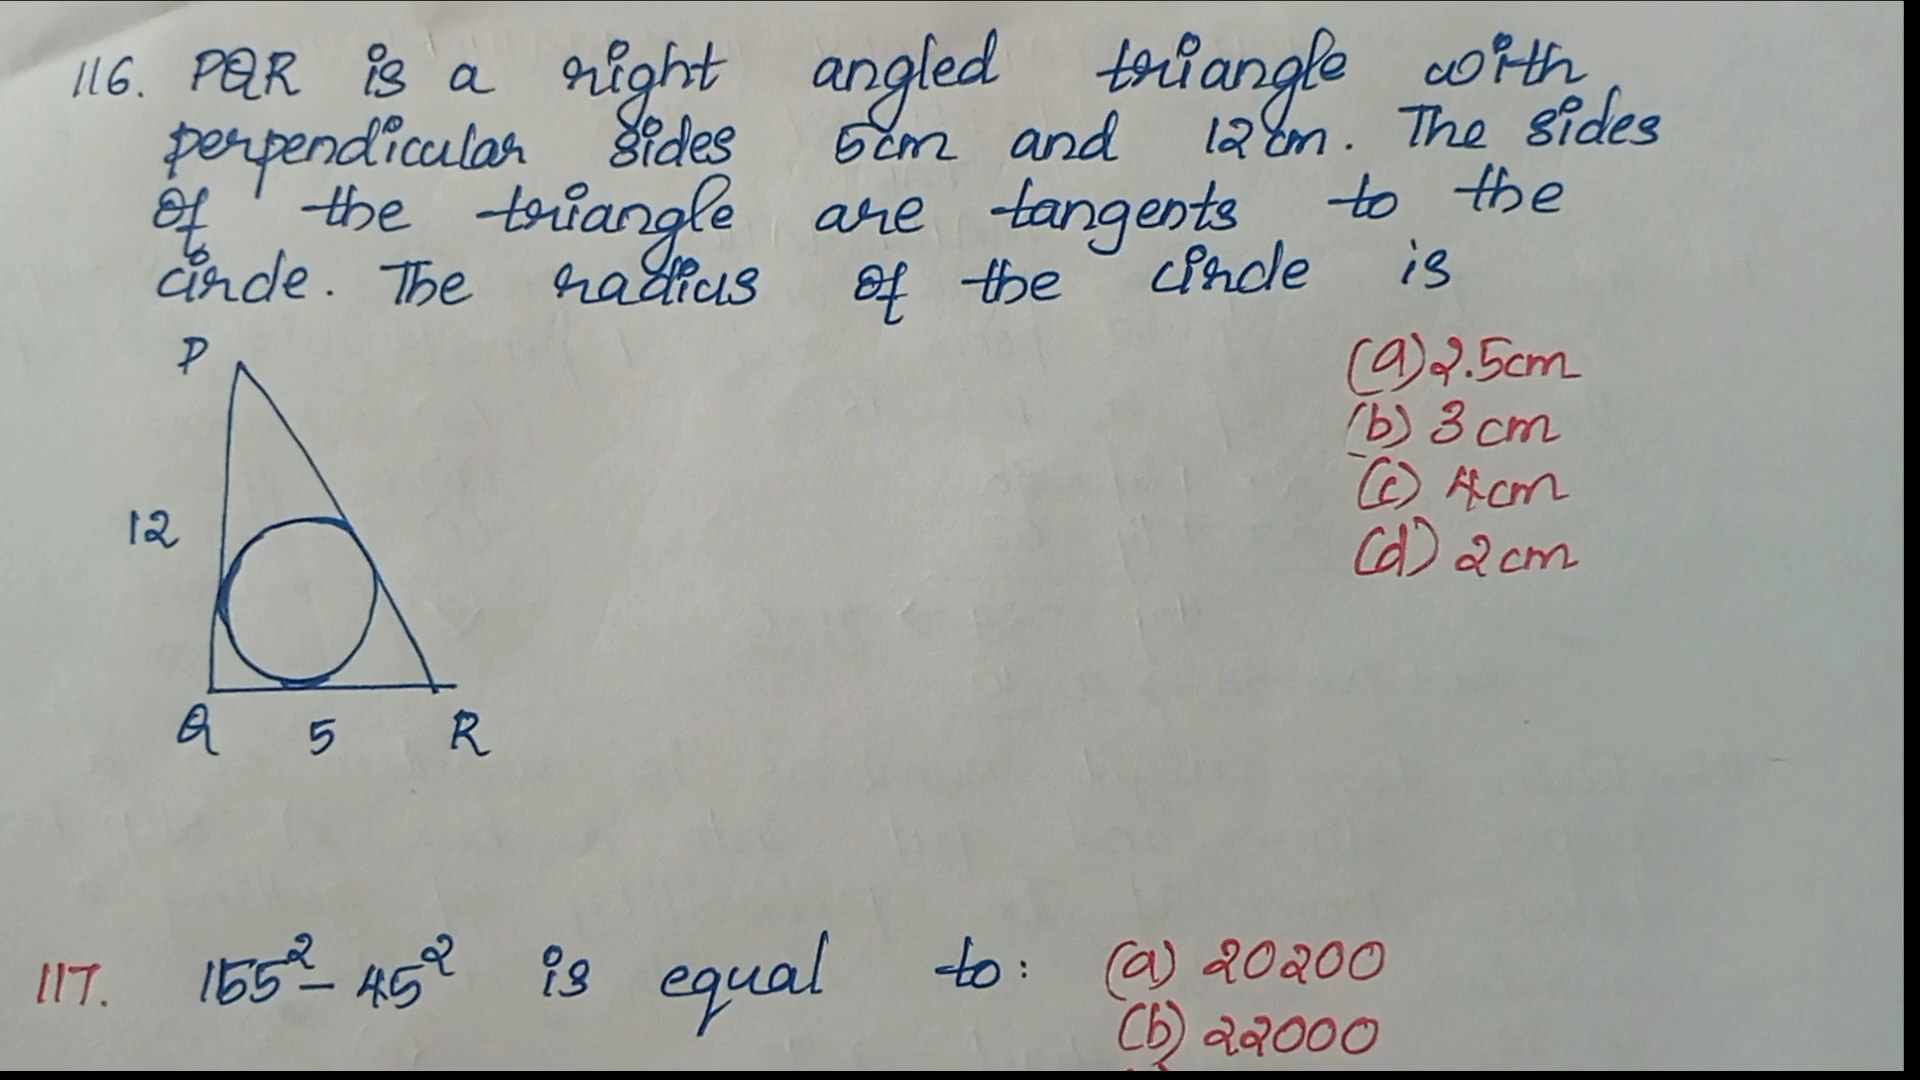 116. PQR is a right angled triangle with
perpendicular sides 5cm and 12cm. The sides
of the triangle are tangents to the
circle. The radius of the circle is
(a) 2.5cm
(b) 3 cm
(c) 4cm
(d) 2cm
P
12
Q 5 R
117. 155²- 45² is equal to: (a) 20200
(b) 22000